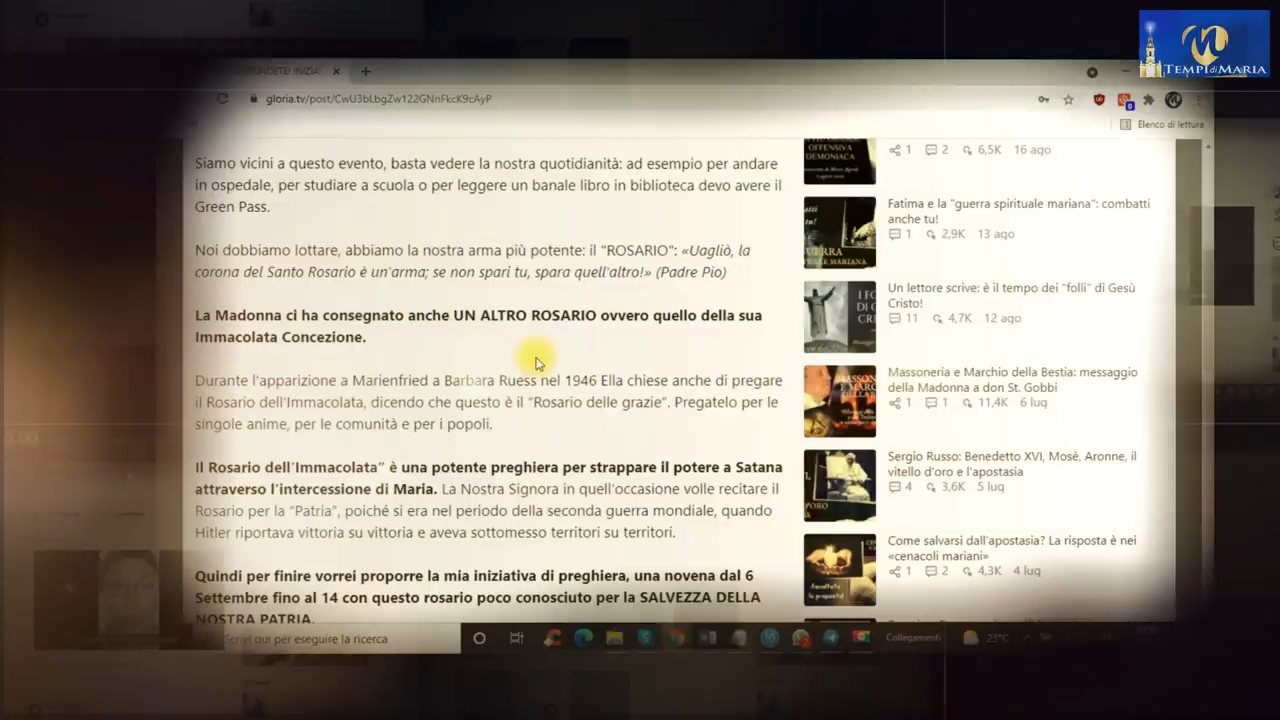 TEMPIdiMARIA
gloria.tv/post/CwU3bLbgZw122GNnFkcK9cAyP
Elenco di lettura
Siamo vicini a questo evento, basta vedere la nostra quotidianità: ad esempio per andare
in ospedale, per studiare a scuola o per leggere un banale libro in biblioteca devo avere il
Green Pass.
Noi dobbiamo lottare, abbiamo la nostra arma più potente: il "ROSARIO": «Uagliò, la
corona del Santo Rosario è un'arma; se non spari tu, spara quell'altro!» (Padre Pio)
La Madonna ci ha consegnato anche UN ALTRO ROSARIO ovvero quello della sua
Immacolata Concezione.
Durante l'apparizione a Marienfried a Barbara Ruess nel 1946 Ella chiese anche di pregare
il Rosario dell'Immacolata, dicendo che questo è il "Rosario delle grazie". Pregatelo per le
singole anime, per le comunità e per i popoli.
Il Rosario dell'Immacolata" è una potente preghiera per strappare il potere a Satana
attraverso l'intercessione di Maria. La Nostra Signora in quell'occasione volle recitare il
Rosario per la "Patria", poiché si era nel periodo della seconda guerra mondiale, quando
Hitler riportava vittoria su vittoria e aveva sottomesso territori su territori.
Quindi per finire vorrei proporre la mia iniziativa di preghiera, una novena dal 6
Settembre fino al 14 con questo rosario poco conosciuto per la SALVEZZA DELLA
NOSTRA PATRIA.
OFFENSIVA
DEMONIACA
1 2 6,5K 16 ago
Fatima e la "guerra spirituale mariana": combatti
anche tu!
1 2,9K 13 ago
Un lettore scrive: è il tempo dei "folli" di Gesù
Cristo!
11 4,7K 12 ago
Massoneria e Marchio della Bestia: messaggio
della Madonna a don St. Gobbi
1 1 11,4K 6 lug
Sergio Russo: Benedetto XVI, Mosè, Aronne, il
vitello d'oro e l'apostasia
4 3,6K 5 lug
Come salvarsi dall'apostasia? La risposta è nei
«cenacoli mariani»
1 2 4,3K 4 lug
Scrivi qui per eseguire la ricerca
Collegamenti
23°C